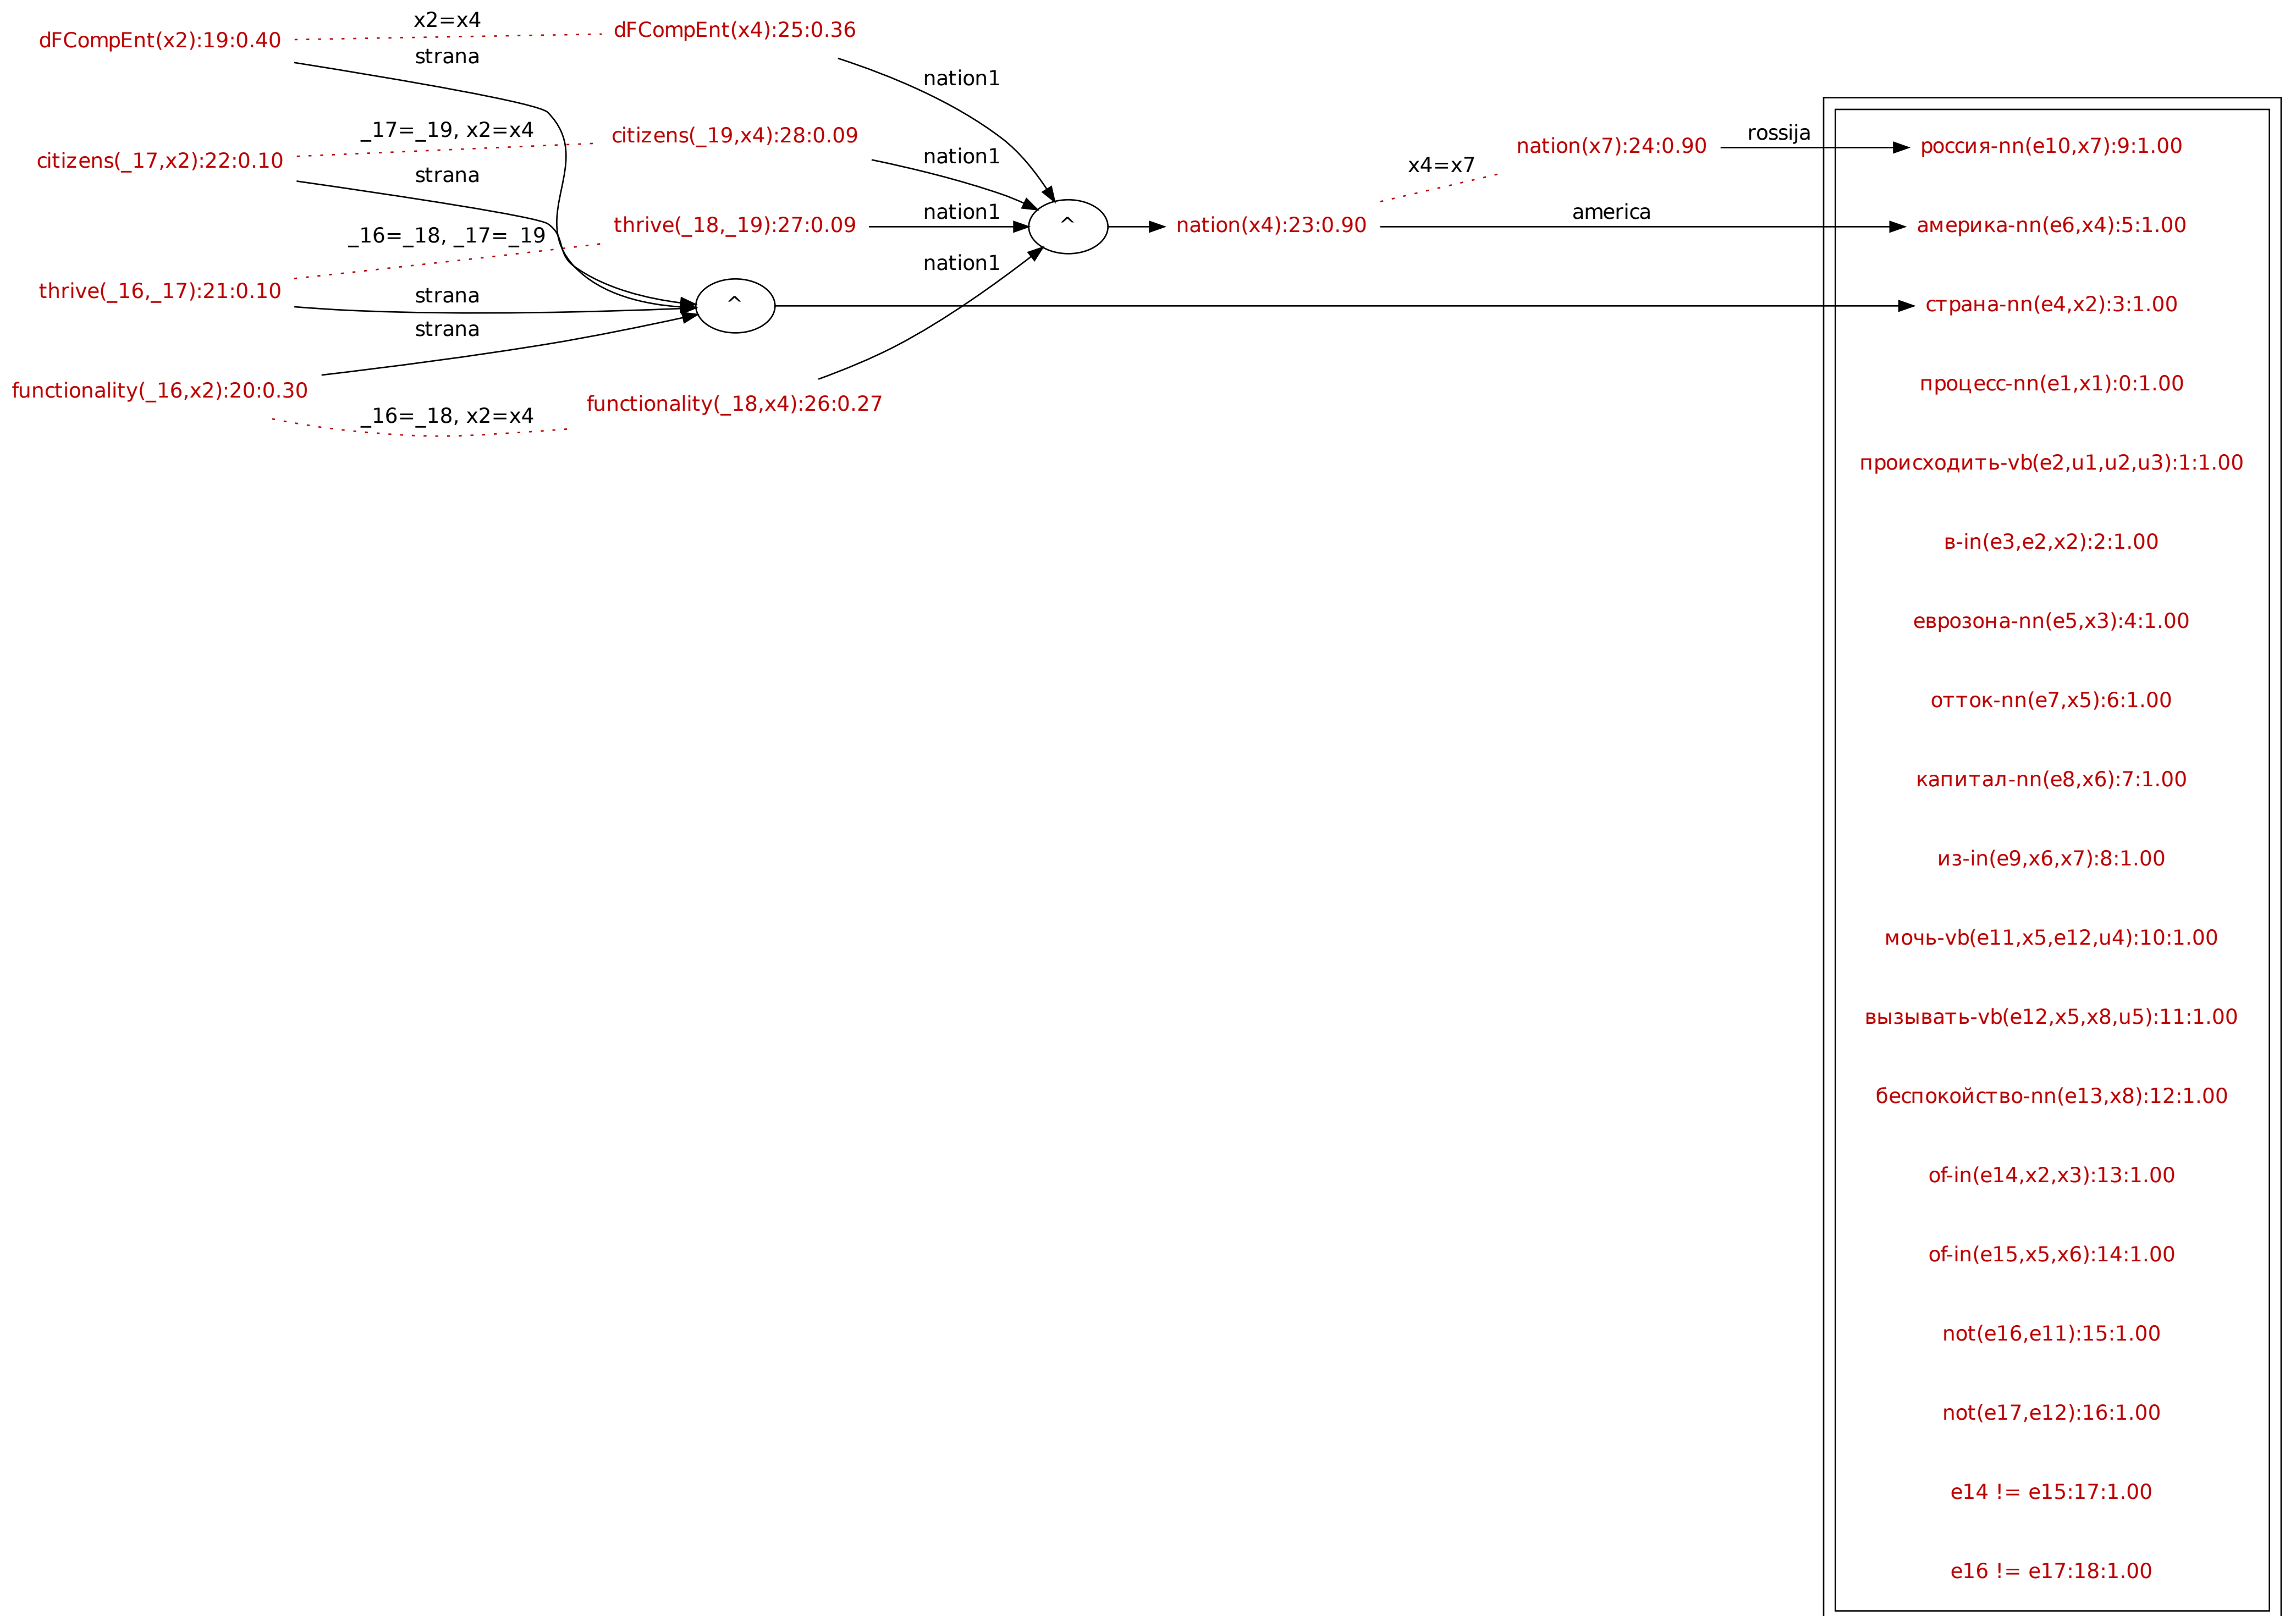 x2=x4
dFCompEnt(x2):19:0.40
dFCompEnt(x4):25:0.36
strana
nation1
_17=_19, x2=x4
citizens(_17,x2):22:0.10
citizens(_19,x4):28:0.09
strana
nation1
rossija
nation(x7):24:0.90
россия-nn(e10,x7):9:1.00
x4=x7
_16=_18, _17=_19
thrive(_18,_19):27:0.09
nation1
^
nation(x4):23:0.90
america
америка-nn(e6,x4):5:1.00
nation1
thrive(_16,_17):21:0.10
strana
^
страна-nn(e4,x2):3:1.00
strana
functionality(_16,x2):20:0.30
_16=_18, x2=x4
functionality(_18,x4):26:0.27
процесс-nn(e1,x1):0:1.00
происходить-vb(e2,u1,u2,u3):1:1.00
в-in(e3,e2,x2):2:1.00
еврозона-nn(e5,x3):4:1.00
отток-nn(e7,x5):6:1.00
капитал-nn(e8,x6):7:1.00
из-in(e9,x6,x7):8:1.00
мочь-vb(e11,x5,e12,u4):10:1.00
вызывать-vb(e12,x5,x8,u5):11:1.00
беспокойство-nn(e13,x8):12:1.00
of-in(e14,x2,x3):13:1.00
of-in(e15,x5,x6):14:1.00
not(e16,e11):15:1.00
not(e17,e12):16:1.00
e14 != e15:17:1.00
e16 != e17:18:1.00